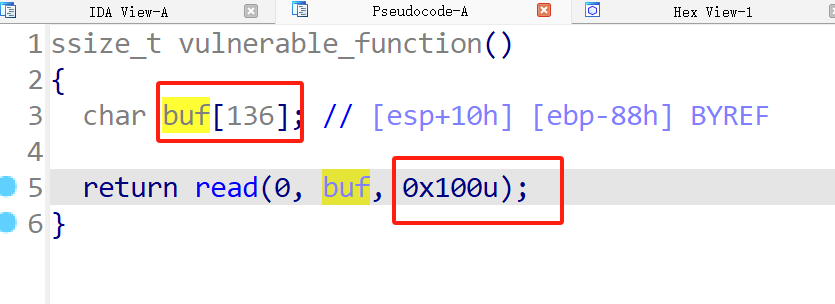 IDA View-A Pseudocode-A Hex View-1
1 ssize_t vulnerable_function()
2 {
3 char buf[136]; // [esp+10h] [ebp-88h] BYREF
4
5 return read(0, buf, 0x100u);
6 }